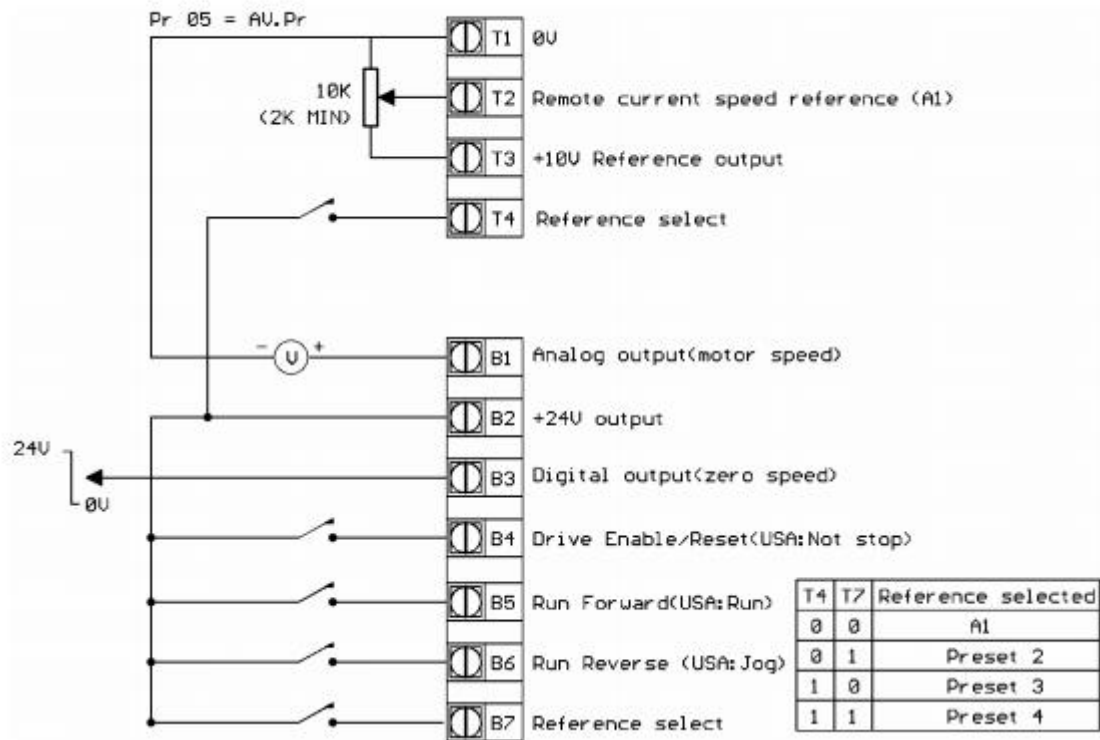 Pr 05 = AV.Pr
T1 0V
10K
(2K MIN)
T2 Remote current speed reference (A1)
T3 +10V Reference output
T4 Reference select
- V +
B1 Analog output(motor speed)
B2 +24V output
24V
0V
B3 Digital output(zero speed)
B4 Drive Enable/Reset(USA:Not stop)
B5 Run Forward(USA:Run)
B6 Run Reverse (USA:Jog)
B7 Reference select
T4 T7 Reference selected
0 0 A1
0 1 Preset 2
1 0 Preset 3
1 1 Preset 4